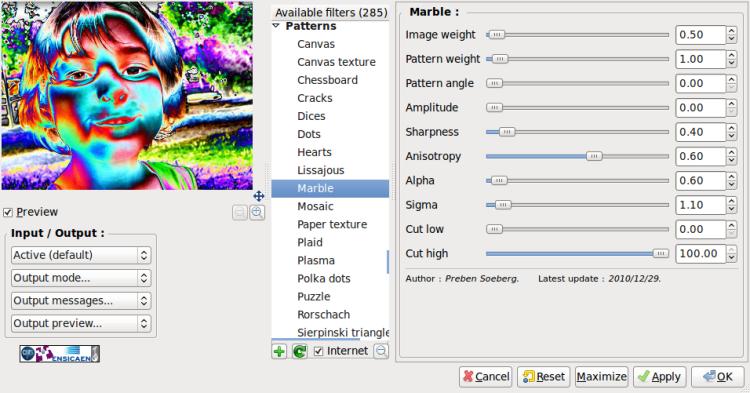 Available filters (285)
Patterns
Canvas
Canvas texture
Chessboard
Cracks
Dices
Dots
Hearts
Lissajous
Marble
Mosaic
Paper texture
Plaid
Plasma
Polka dots
Puzzle
Rorschach
Sierpinski triangle
Internet
Preview
Input / Output :
Active (default)
Output mode...
Output messages...
Output preview...
ENSICAEN
Marble :
Image weight 0.50
Pattern weight 1.00
Pattern angle 0.00
Amplitude 0.00
Sharpness 0.40
Anisotropy 0.60
Alpha 0.60
Sigma 1.10
Cut low 0.00
Cut high 100.00
Author : Preben Soeberg. Latest update : 2010/12/29.
Cancel Reset Maximize Apply OK